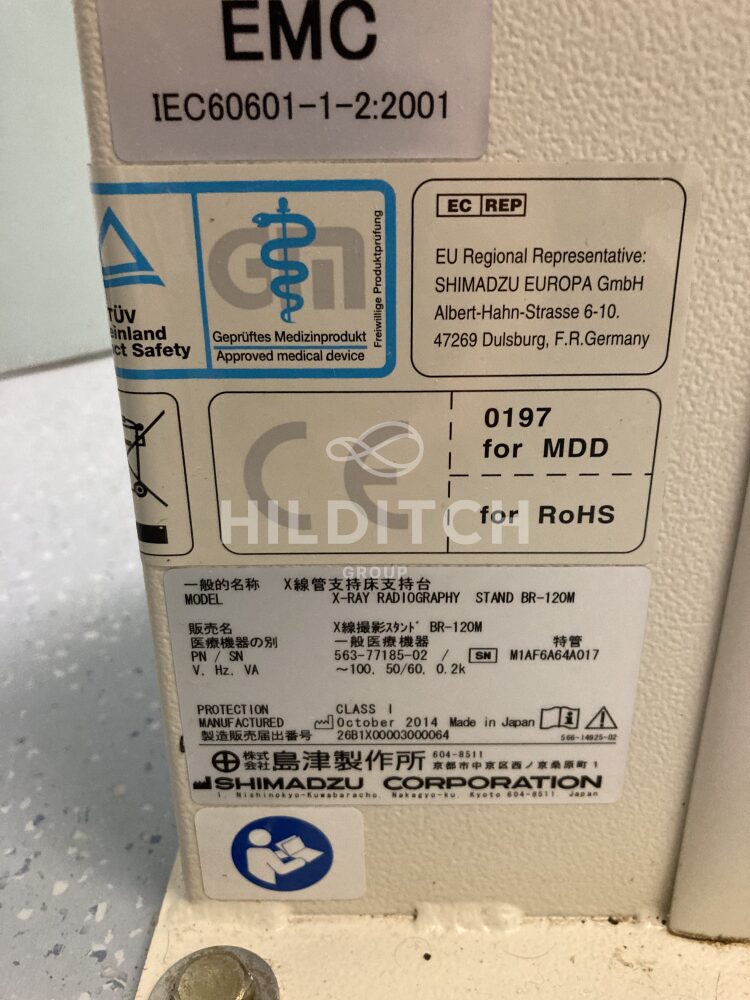 EMC
IEC60601-1-2:2001
TÜV
einland
ct Safety
Geprüftes Medizinprodukt
Approved medical device
Freiwillige Produktprüfung
EC REP
EU Regional Representative:
SHIMADZU EUROPA GmbH
Albert-Hahn-Strasse 6-10.
47269 Dulsburg, F.R.Germany
CE
0197
for MDD
for RoHS
HILDITCH
GROUP
一般的名称 X線管支持床支持台
MODEL X-RAY RADIOGRAPHY STAND BR-120M
販売名 X線撮影スタンド BR-120M
医療機器の別 一般医療機器 特管
PN / SN 563-77185-02 / SN M1AF6A64A017
V. Hz. VA ~100, 50/60, 0.2k
PROTECTION CLASS I
MANUFACTURED October 2014 Made in Japan
製造販売届出番号 26B1X00003000064
566-14925-02
株式会社 島津製作所 604-8511
京都市中京区西ノ京桑原町1
SHIMADZU CORPORATION
1, Nishinokyo-Kuwabaracho, Nakagyo-ku, Kyoto 604-8511, Japan